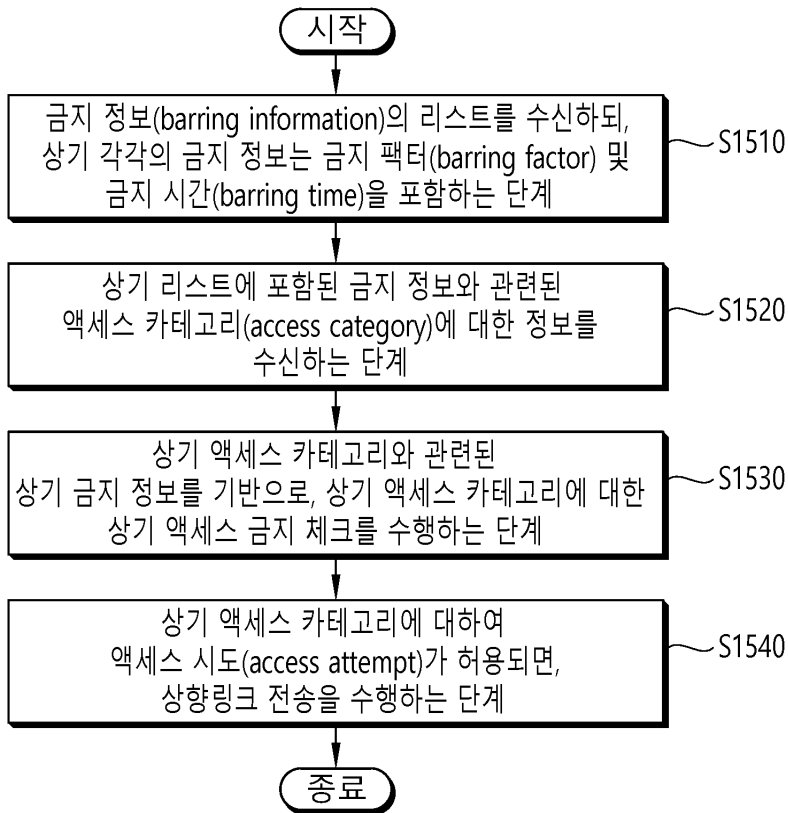 시작
금지 정보(barring information)의 리스트를 수신하되,
상기 각각의 금지 정보는 금지 팩터(barring factor) 및
금지 시간(barring time)을 포함하는 단계
S1510
상기 리스트에 포함된 금지 정보와 관련된
액세스 카테고리(access category)에 대한 정보를
수신하는 단계
S1520
상기 액세스 카테고리와 관련된
상기 금지 정보를 기반으로, 상기 액세스 카테고리에 대한
상기 액세스 금지 체크를 수행하는 단계
S1530
상기 액세스 카테고리에 대하여
액세스 시도(access attempt)가 허용되면,
상향링크 전송을 수행하는 단계
S1540
종료